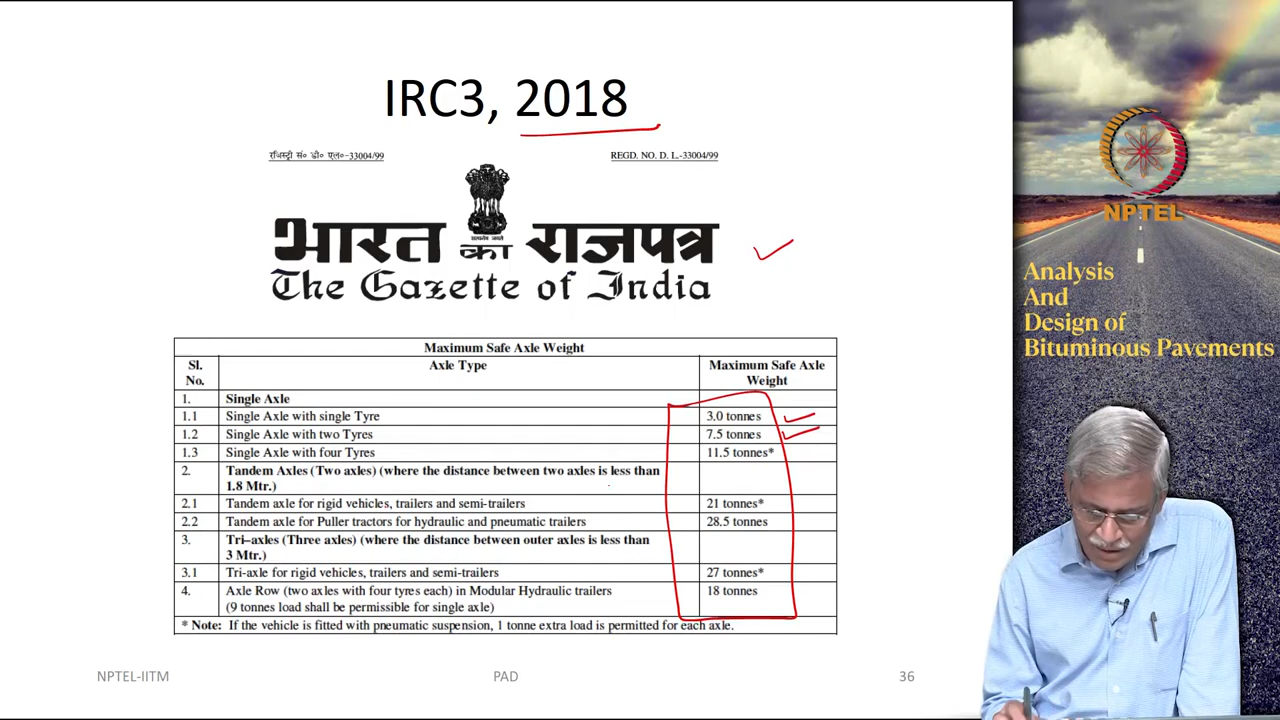 IRC3, 2018
रजिस्ट्री सं० डी० एल०-33004/99
REGD. NO. D. L.-33004/99
भारत का राजपत्र
The Gazette of India
Maximum Safe Axle Weight
Sl. No. Axle Type Maximum Safe Axle Weight
1. Single Axle
1.1 Single Axle with single Tyre 3.0 tonnes
1.2 Single Axle with two Tyres 7.5 tonnes
1.3 Single Axle with four Tyres 11.5 tonnes*
2. Tandem Axles (Two axles) (where the distance between two axles is less than
1.8 Mtr.)
2.1 Tandem axle for rigid vehicles, trailers and semi-trailers 21 tonnes*
2.2 Tandem axle for Puller tractors for hydraulic and pneumatic trailers 28.5 tonnes
3. Tri–axles (Three axles) (where the distance between outer axles is less than
3 Mtr.)
3.1 Tri-axle for rigid vehicles, trailers and semi-trailers 27 tonnes*
4. Axle Row (two axles with four tyres each) in Modular Hydraulic trailers 18 tonnes
(9 tonnes load shall be permissible for single axle)
* Note: If the vehicle is fitted with pneumatic suspension, 1 tonne extra load is permitted for each axle.
NPTEL-IITM
PAD
36
NPTEL
Analysis
And
Design of
Bituminous Pavements